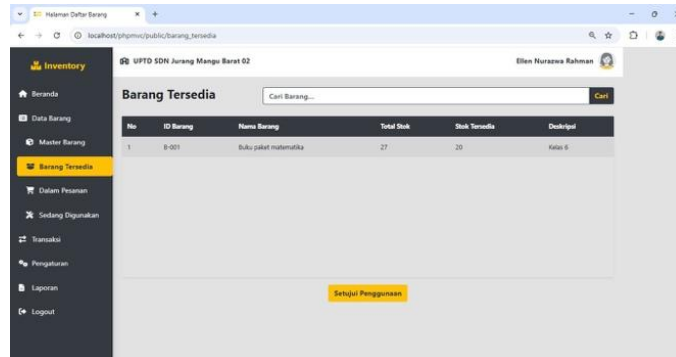 Halaman Daftar Barang
localhost/phpmvc/public/barang_tersedia
Inventory
UPTD SDN Jurang Mangu Barat 02
Ellen Nurazwa Rahman
Beranda
Data Barang
Master Barang
Barang Tersedia
Dalam Pesanan
Sedang Digunakan
Transaksi
Pengaturan
Laporan
Logout
Barang Tersedia
Cari Barang...
Cari
No ID Barang Nama Barang Total Stok Stok Tersedia Deskripsi
1 B-001 Buku paket matematika 27 20 Kelas 6
Setujui Penggunaan